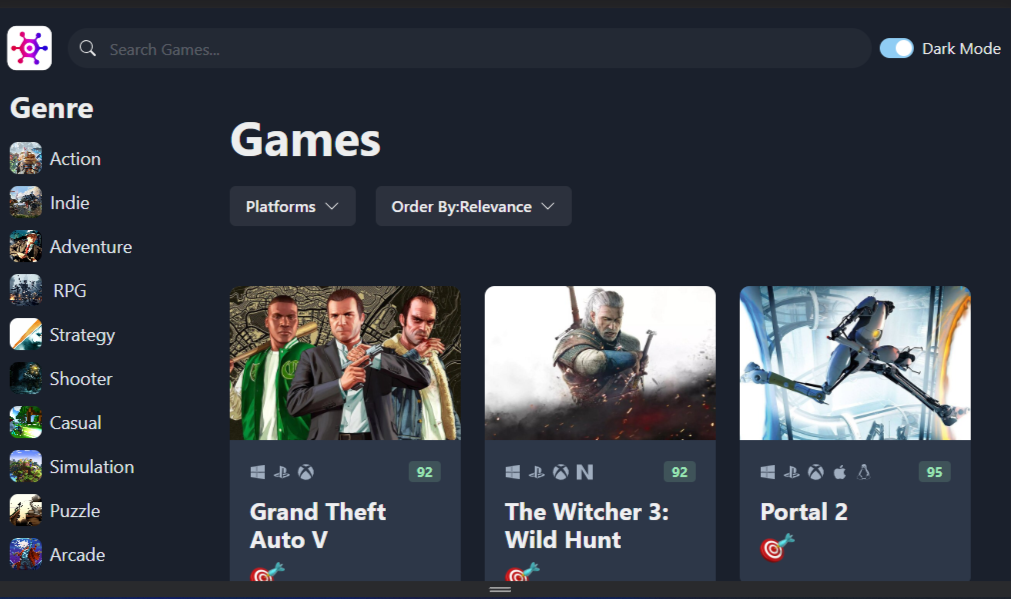 Search Games...
Dark Mode
Genre
Action
Indie
Adventure
RPG
Strategy
Shooter
Casual
Simulation
Puzzle
Arcade
Games
Platforms
Order By:Relevance
92
Grand Theft
Auto V
92
The Witcher 3:
Wild Hunt
95
Portal 2